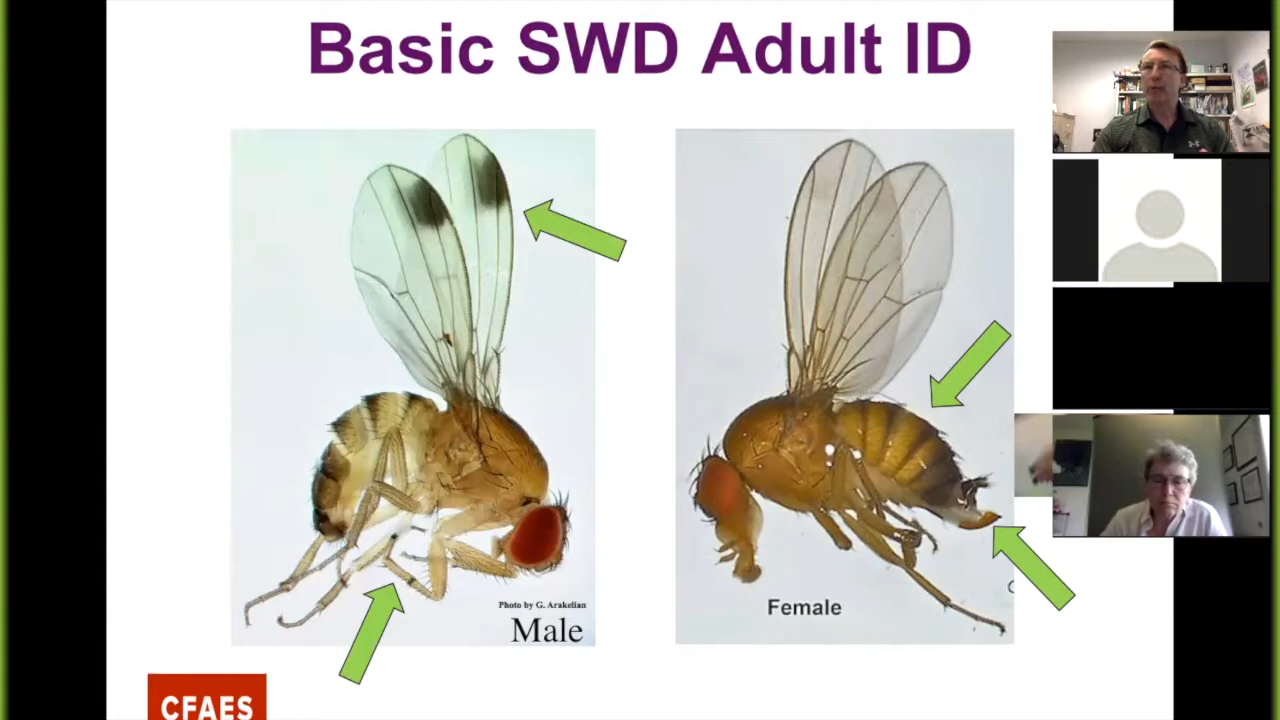 Basic SWD Adult ID
Photo by G. Arakelian
Male
Female
CFAES